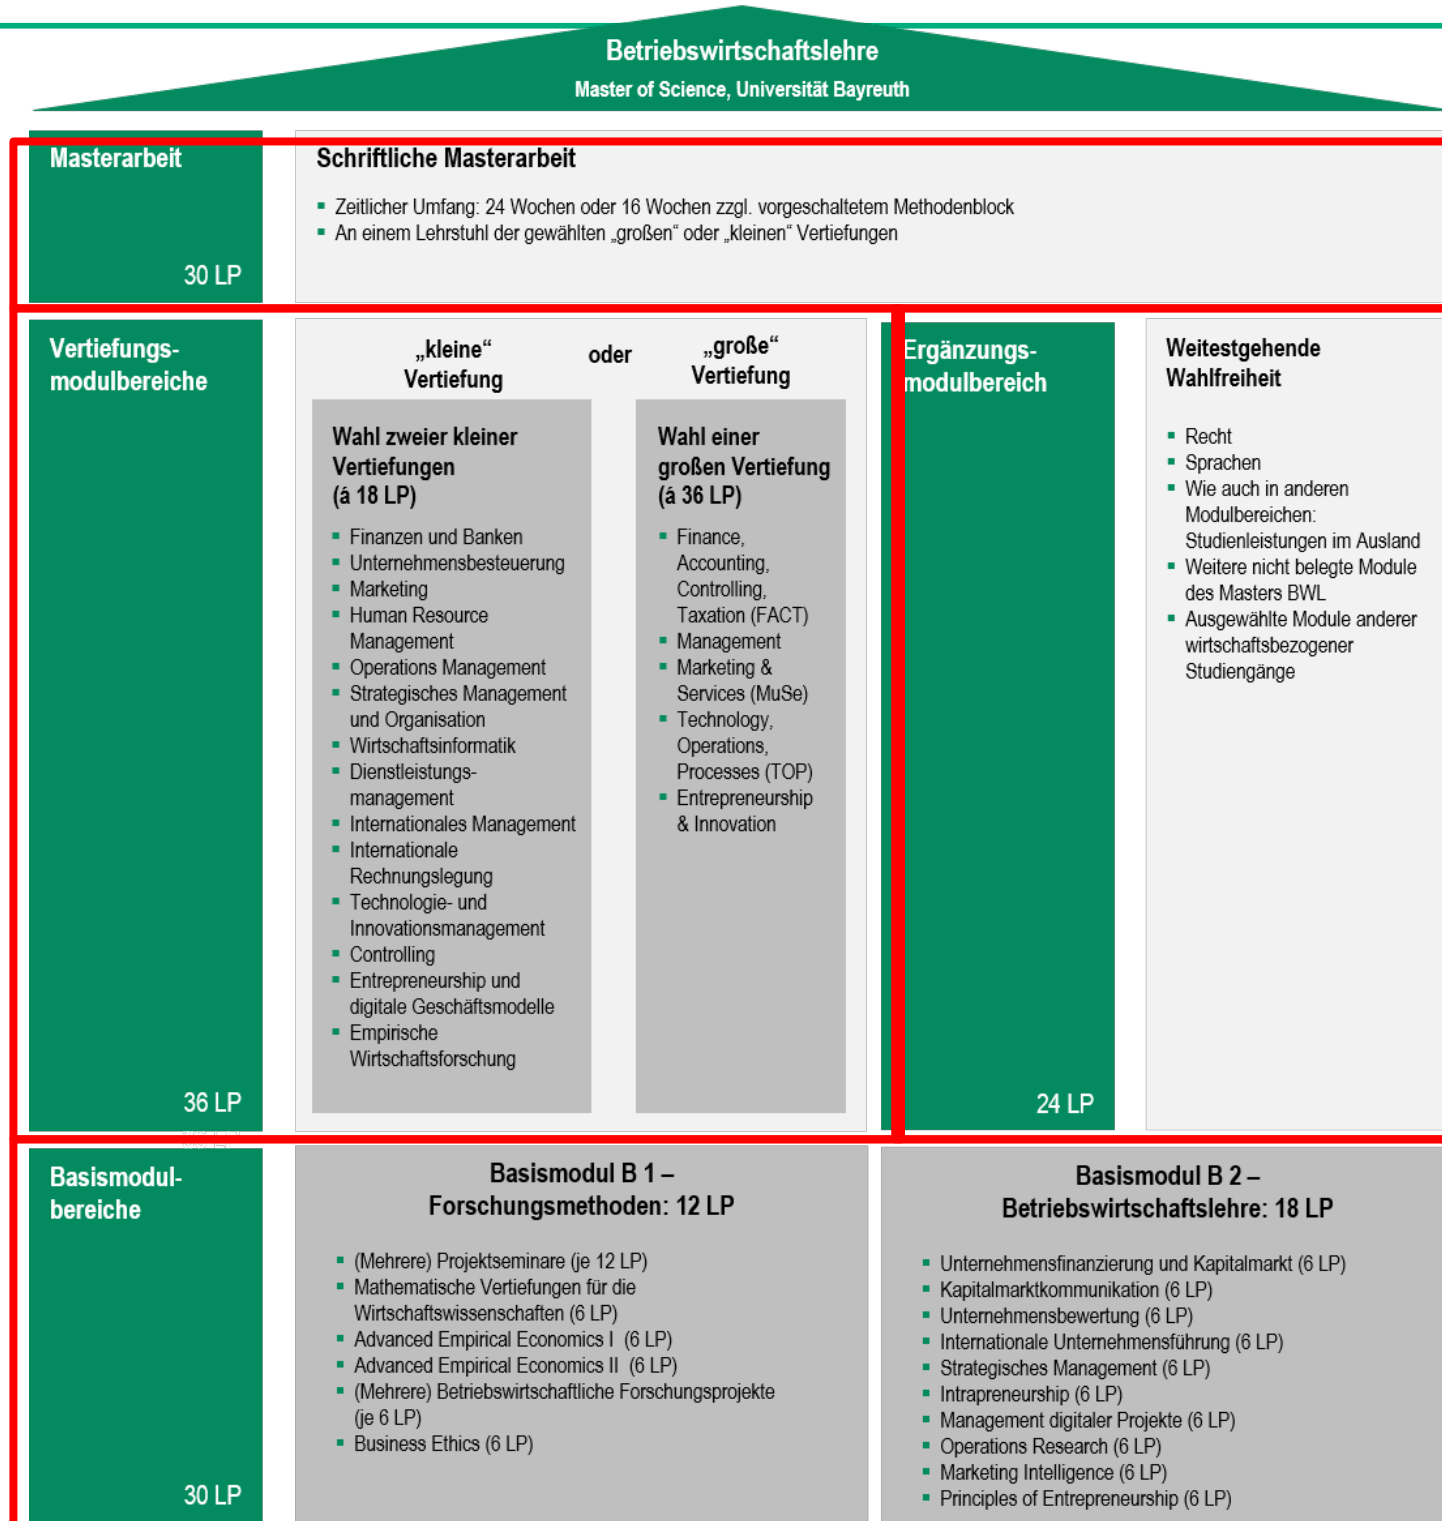 Betriebswirtschaftslehre
Master of Science, Universität Bayreuth
Masterarbeit
30 LP
Schriftliche Masterarbeit
▪ Zeitlicher Umfang: 24 Wochen oder 16 Wochen zzgl. vorgeschaltetem Methodenblock
▪ An einem Lehrstuhl der gewählten „großen“ oder „kleinen“ Vertiefungen
Vertiefungs-
modulbereiche
36 LP
„kleine“
Vertiefung
oder
„große“
Vertiefung
Wahl zweier kleiner
Vertiefungen
(á 18 LP)
▪ Finanzen und Banken
▪ Unternehmensbesteuerung
▪ Marketing
▪ Human Resource
Management
▪ Operations Management
▪ Strategisches Management
und Organisation
▪ Wirtschaftsinformatik
▪ Dienstleistungs-
management
▪ Internationales Management
▪ Internationale
Rechnungslegung
▪ Technologie- und
Innovationsmanagement
▪ Controlling
▪ Entrepreneurship und
digitale Geschäftsmodelle
▪ Empirische
Wirtschaftsforschung
Wahl einer
großen Vertiefung
(á 36 LP)
▪ Finance,
Accounting,
Controlling,
Taxation (FACT)
▪ Management
▪ Marketing &
Services (MuSe)
▪ Technology,
Operations,
Processes (TOP)
▪ Entrepreneurship
& Innovation
Ergänzungs-
modulbereich
24 LP
Weitestgehende
Wahlfreiheit
▪ Recht
▪ Sprachen
▪ Wie auch in anderen
Modulbereichen:
Studienleistungen im Ausland
▪ Weitere nicht belegte Module
des Masters BWL
▪ Ausgewählte Module anderer
wirtschaftsbezogener
Studiengänge
Basismodul-
bereiche
30 LP
Basismodul B 1 –
Forschungsmethoden: 12 LP
▪ (Mehrere) Projektseminare (je 12 LP)
▪ Mathematische Vertiefungen für die
Wirtschaftswissenschaften (6 LP)
▪ Advanced Empirical Economics I (6 LP)
▪ Advanced Empirical Economics II (6 LP)
▪ (Mehrere) Betriebswirtschaftliche Forschungsprojekte
(je 6 LP)
▪ Business Ethics (6 LP)
Basismodul B 2 –
Betriebswirtschaftslehre: 18 LP
▪ Unternehmensfinanzierung und Kapitalmarkt (6 LP)
▪ Kapitalmarktkommunikation (6 LP)
▪ Unternehmensbewertung (6 LP)
▪ Internationale Unternehmensführung (6 LP)
▪ Strategisches Management (6 LP)
▪ Intrapreneurship (6 LP)
▪ Management digitaler Projekte (6 LP)
▪ Operations Research (6 LP)
▪ Marketing Intelligence (6 LP)
▪ Principles of Entrepreneurship (6 LP)